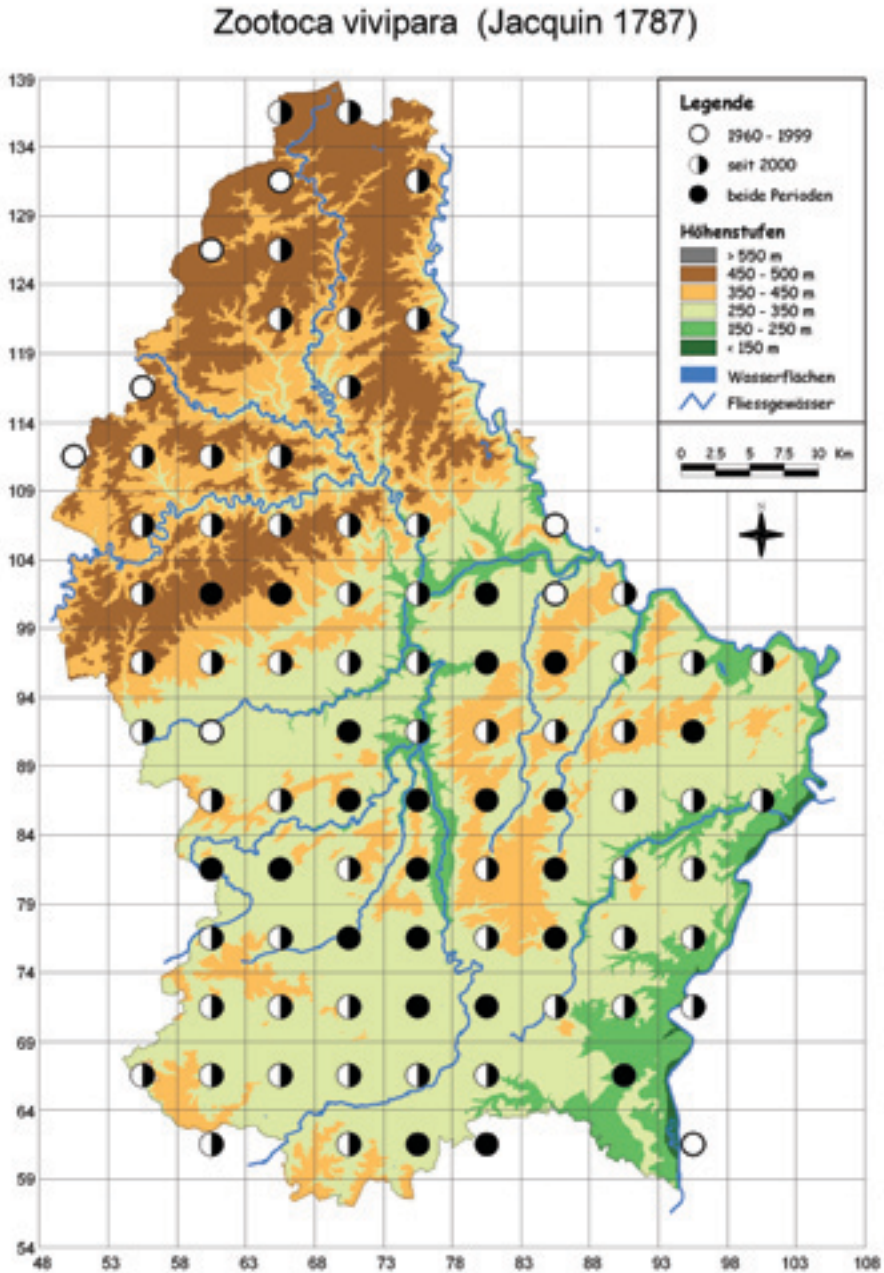 Zootoca vivipara (Jacquin 1787)
139
134
129
124
119
114
109
104
99
94
89
84
79
74
69
64
59
54
48 53 58 63 68 73 78 83 88 93 98 103 108
Legende
1960 - 1999
seit 2000
beide Perioden
Höhenstufen
> 550 m
450 - 500 m
350 - 450 m
250 - 350 m
150 - 250 m
< 150 m
Wasserflächen
Fliessgewässer
0 2.5 5 7.5 10 Km
N